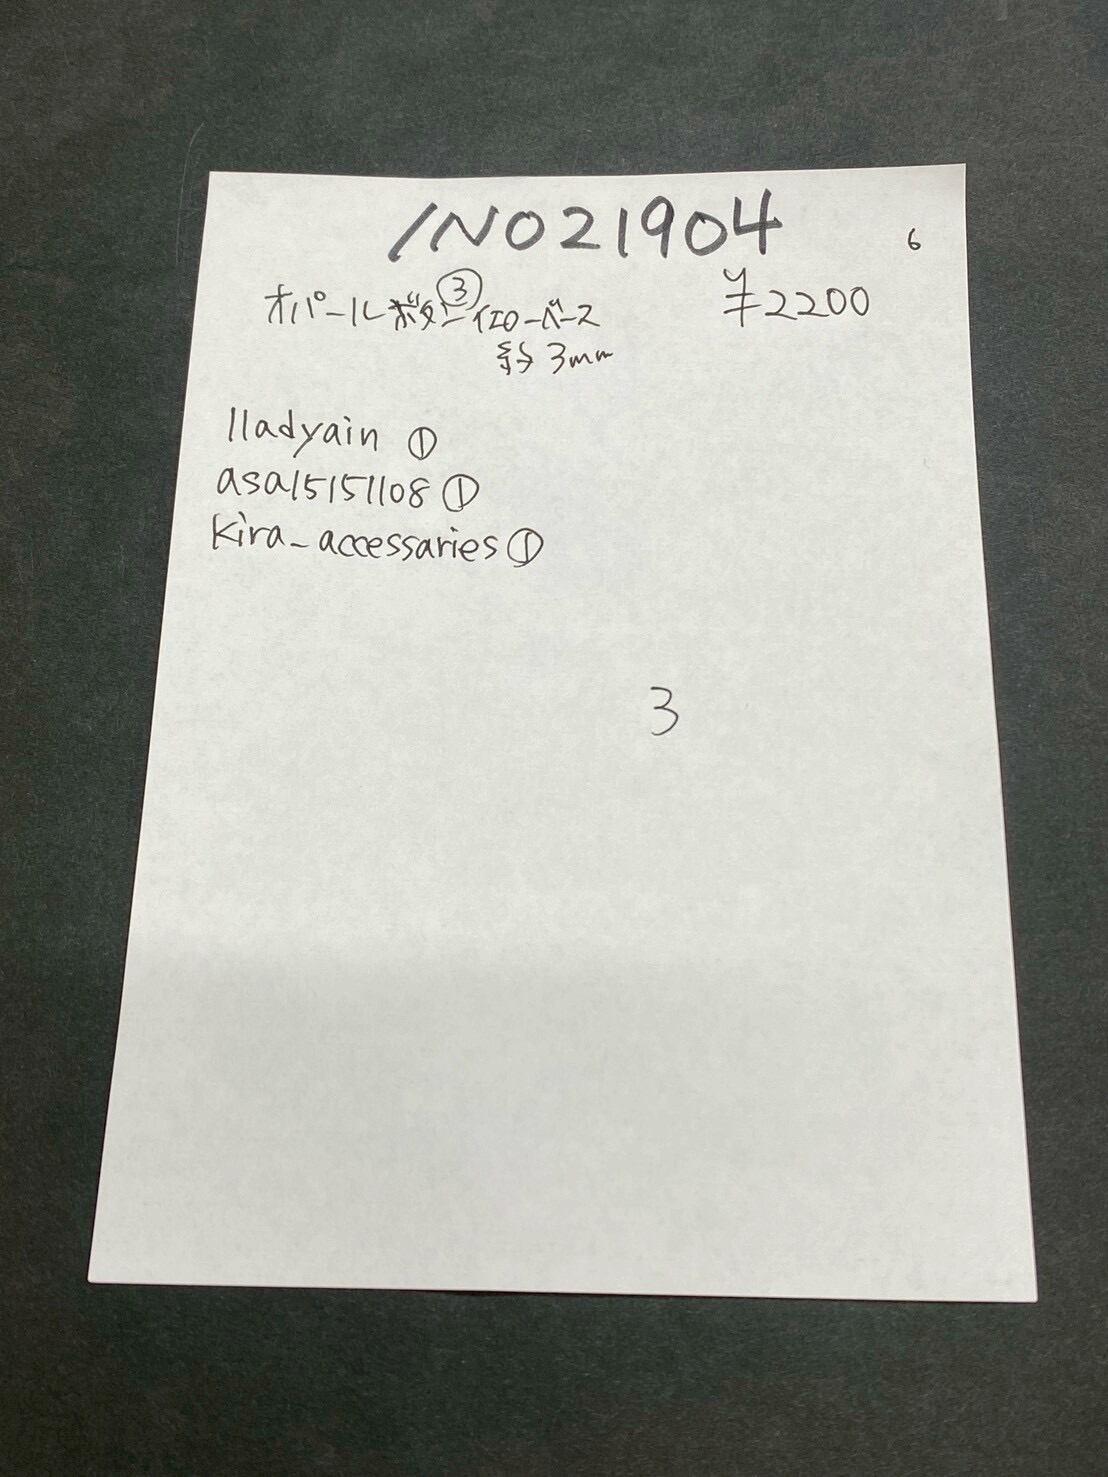 INO21904
6
オパールボタン③イエローベース
¥2200
約3mm
lladyain ①
asa15151108 ①
kira_accessaries ①
3